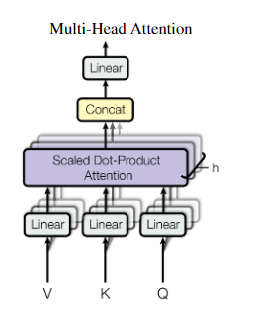 Multi-Head Attention
Linear
Concat
Scaled Dot-Product
Attention
h
Linear Linear Linear
V K Q